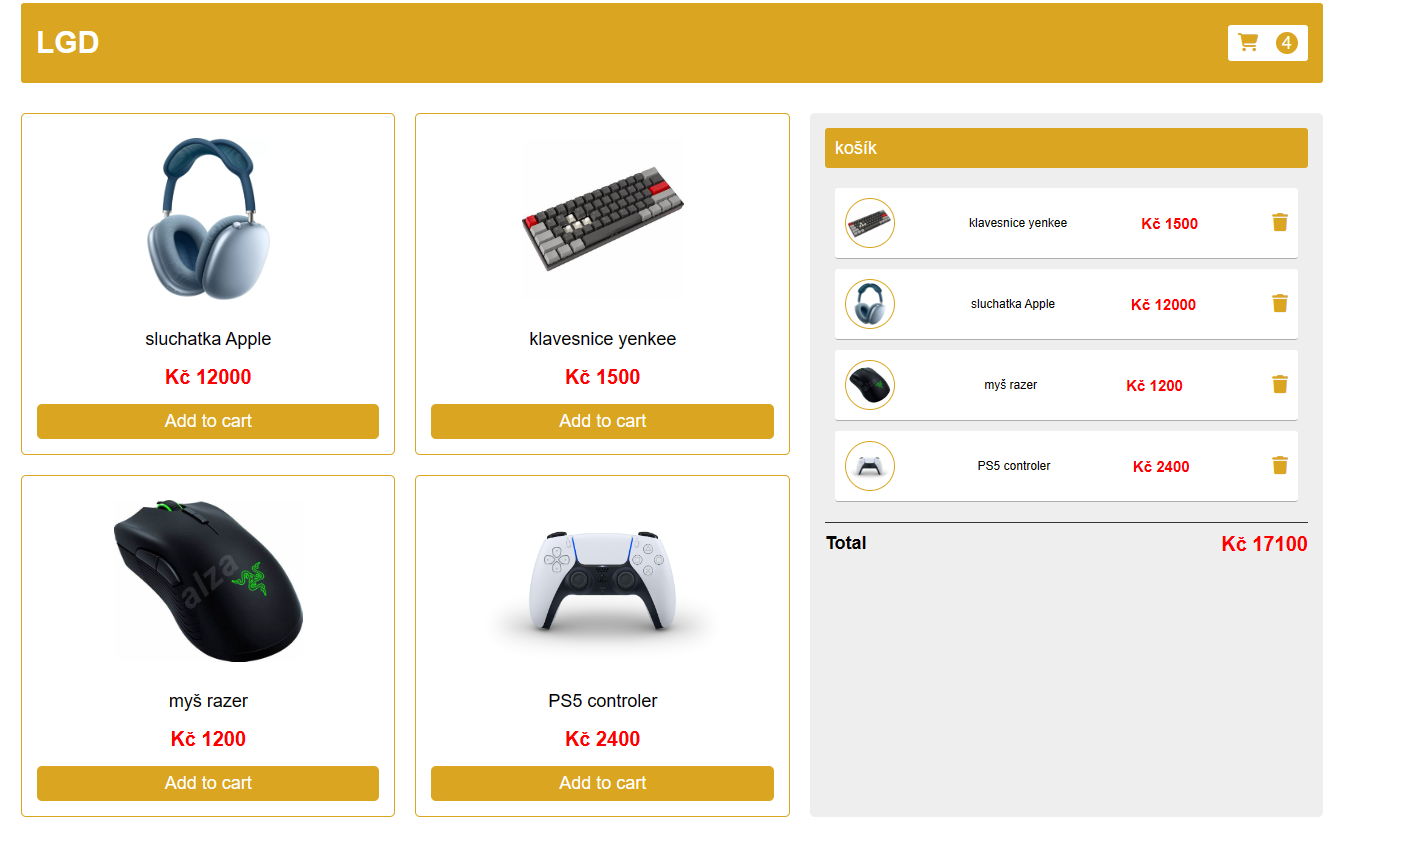 LGD
4
sluchatka Apple
Kč 12000
Add to cart
klavesnice yenkee
Kč 1500
Add to cart
alza
myš razer
Kč 1200
Add to cart
PS5 controler
Kč 2400
Add to cart
košík
klavesnice yenkee Kč 1500
sluchatka Apple Kč 12000
myš razer Kč 1200
PS5 controler Kč 2400
Total Kč 17100